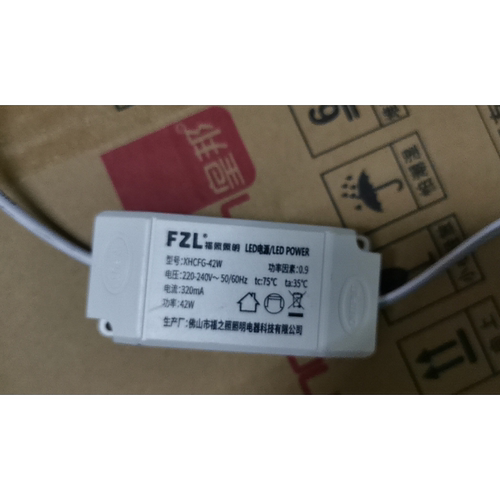 FZL 福照照明 LED电源/LED POWER
型号:XHCFG-42W 功率因素:0.9
电压:220-240V~ 50/60Hz tc:75℃ ta:35℃
电流:320mA
功率:42W
生产厂:佛山市福之照照明电器科技有限公司
怕潮湿